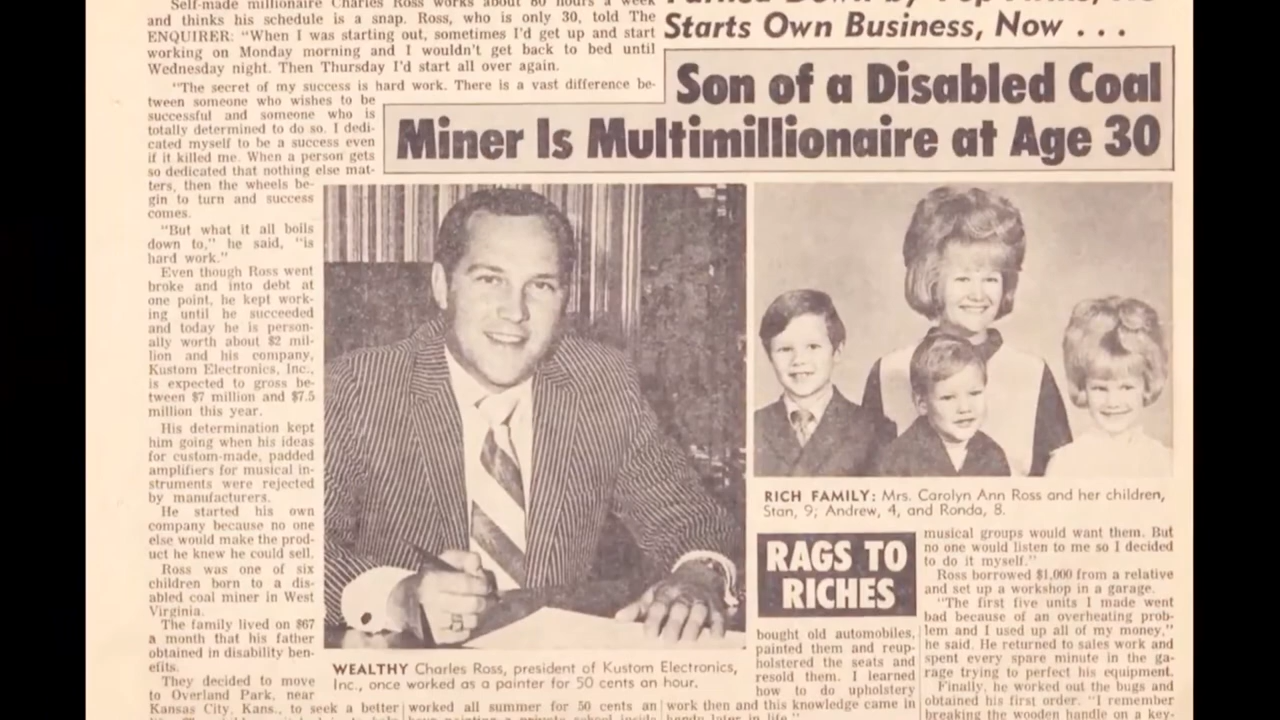 Self-made millionaire Charles Ross works about 80 hours a week
and thinks his schedule is a snap. Ross, who is only 30, told The
ENQUIRER: "When I was starting out, sometimes I'd get up and start
working on Monday morning and I wouldn't get back to bed until
Wednesday night. Then Thursday I'd start all over again.
"The secret of my success is hard work. There is a vast difference be-
tween someone who wishes to be
successful and someone who is
totally determined to do so. I dedi-
cated myself to be a success even
if it killed me. When a person gets
so dedicated that nothing else mat-
ters, then the wheels be-
gin to turn and success
comes.
"But what it all boils
down to," he said, "is
hard work."
Even though Ross went
broke and into debt at
one point, he kept work-
ing until he succeeded
and today he is person-
ally worth about $2 mil-
lion and his company,
Kustom Electronics, Inc.,
is expected to gross be-
tween $7 million and $7.5
million this year.
His determination kept
him going when his ideas
for custom-made, padded
amplifiers for musical in-
struments were rejected
by manufacturers.
He started his own
company because no one
else would make the prod-
uct he knew he could sell.
Ross was one of six
children born to a dis-
abled coal miner in West
Virginia.
The family lived on $67
a month that his father
obtained in disability ben-
efits.
They decided to move
to Overland Park, near
Kansas City, Kans., to seek a better
Starts Own Business, Now . . .
Son of a Disabled Coal
Miner Is Multimillionaire at Age 30
WEALTHY Charles Ross, president of Kustom Electronics,
Inc., once worked as a painter for 50 cents an hour.
worked all summer for 50 cents an
RICH FAMILY: Mrs. Carolyn Ann Ross and her children,
Stan, 9; Andrew, 4, and Ronda, 8.
RAGS TO
RICHES
bought old automobiles,
painted them and reup-
holstered the seats and
resold them. I learned
how to do upholstery
work then and this knowledge came in
musical groups would want them. But
no one would listen to me so I decided
to do it myself."
Ross borrowed $1,000 from a relative
and set up a workshop in a garage.
"The first five units I made went
bad because of an overheating prob-
lem and I used up all of my money,"
he said. He returned to sales work and
spent every spare minute in the ga-
rage trying to perfect his equipment.
Finally, he worked out the bugs and
obtained his first order. "I remember
breaking the wooden handle on a key-